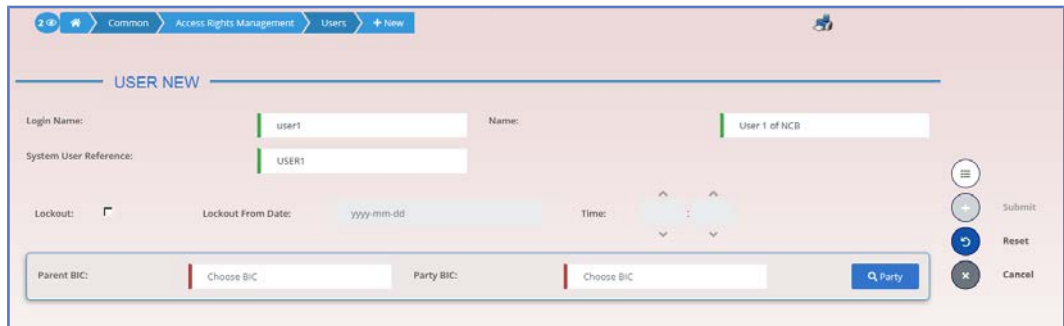 2 Common Access Rights Management Users + New
USER NEW
Login Name: user1 Name: User 1 of NCB
System User Reference: USER1
Lockout: Lockout From Date: yyyy-mm-dd Time: :
Submit
Reset
Parent BIC: Choose BIC Party BIC: Choose BIC Party
Cancel